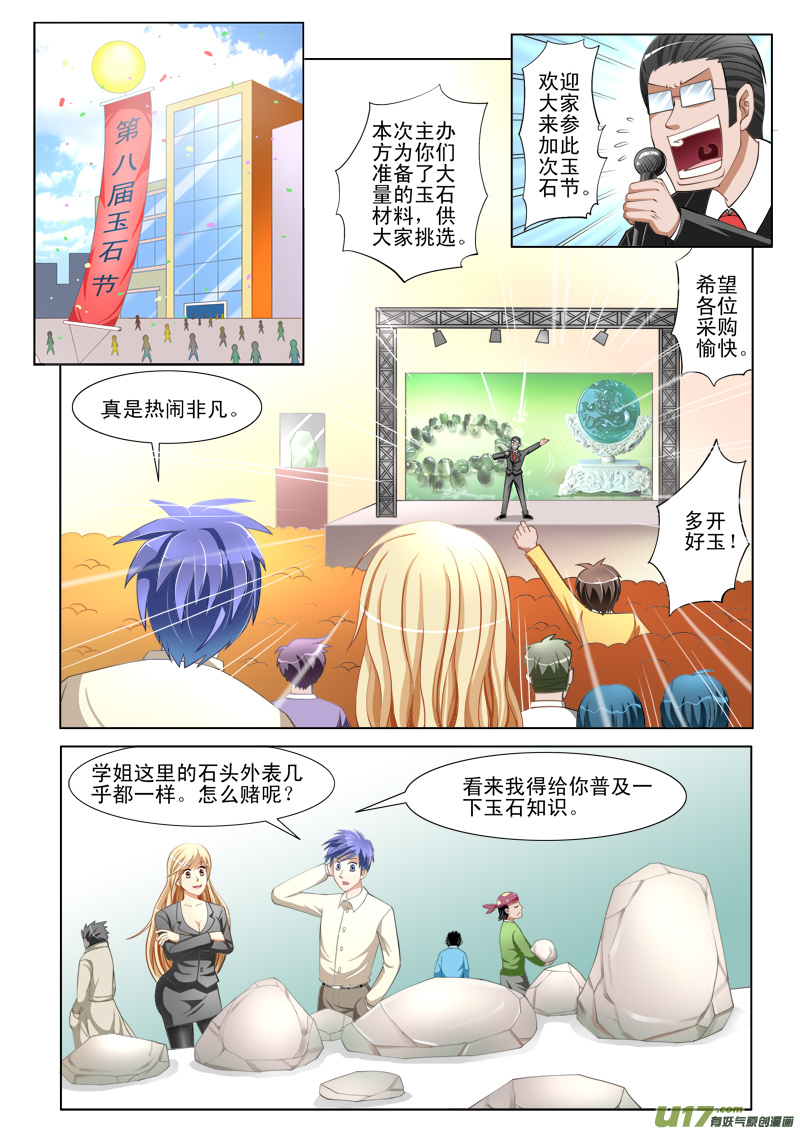 第八届玉石节
欢迎
大家
来参
加此
次玉
石节。
本次主办
方为你们
准备了大
量的玉石
材料，供
大家挑选。
希望
各位
采购
愉快。
真是热闹非凡。
多开
好玉！
学姐这里的石头外表几
乎都一样。怎么赌呢？
看来我得给你普及一
下玉石知识。
U17.com
有妖气原创漫画